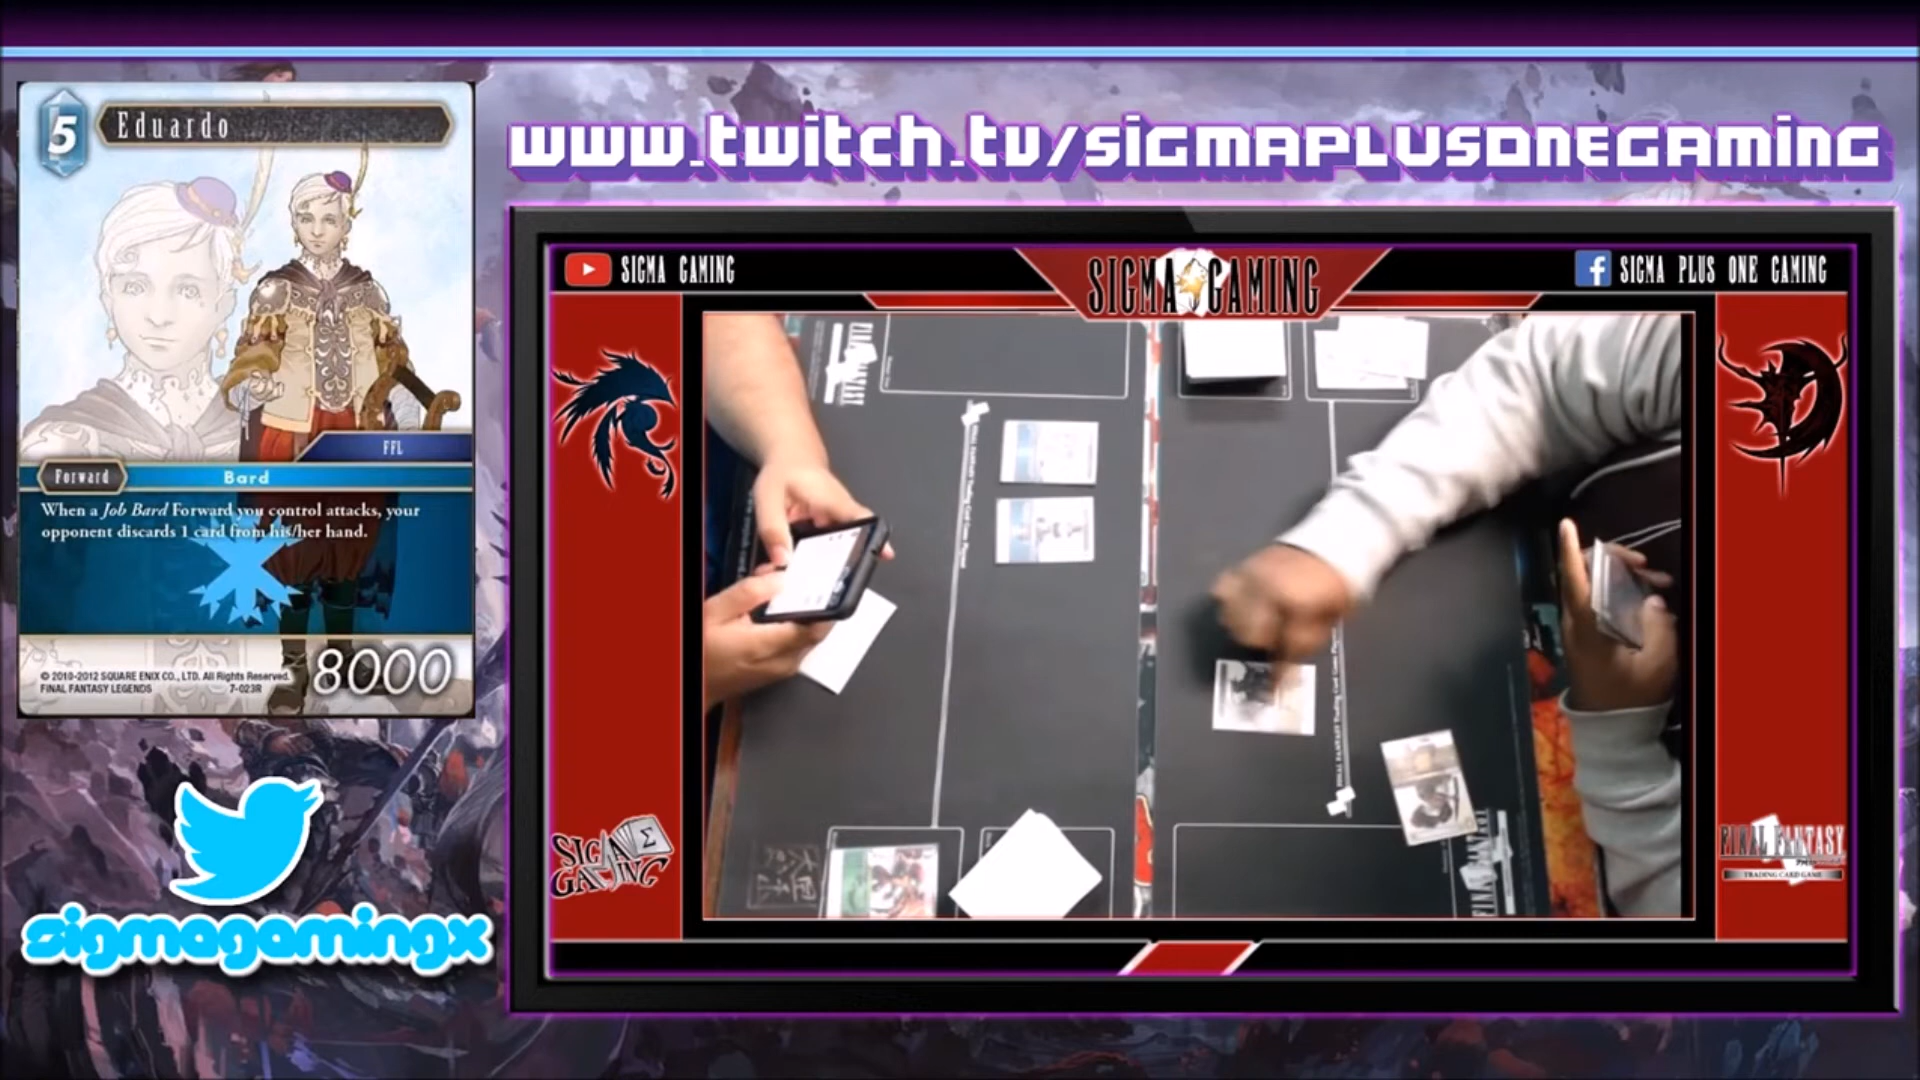 5
Eduardo
FFL
Forward
Bard
When a Job Bard Forward you control attacks, your
opponent discards 1 card from his/her hand.
8000
© 2010-2012 SQUARE ENIX CO., LTD. All Rights Reserved.
FINAL FANTASY LEGENDS 7-023R
sigmagamingx
www.twitch.tv/sigmaplusonegaming
SIGMA GAMING
SIGMA GAMING
SIGMA PLUS ONE GAMING
SIGMA GAMING
Σ
FINAL FANTASY
TRADING CARD GAME